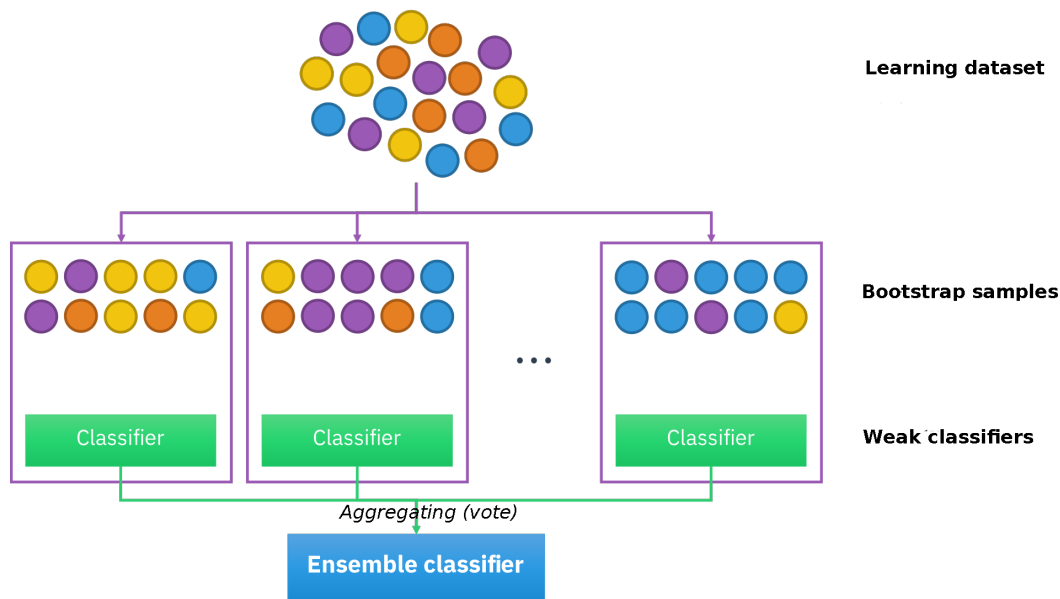 Learning dataset
Bootstrap samples
...
Classifier
Classifier
Classifier
Weak classifiers
Aggregating (vote)
Ensemble classifier